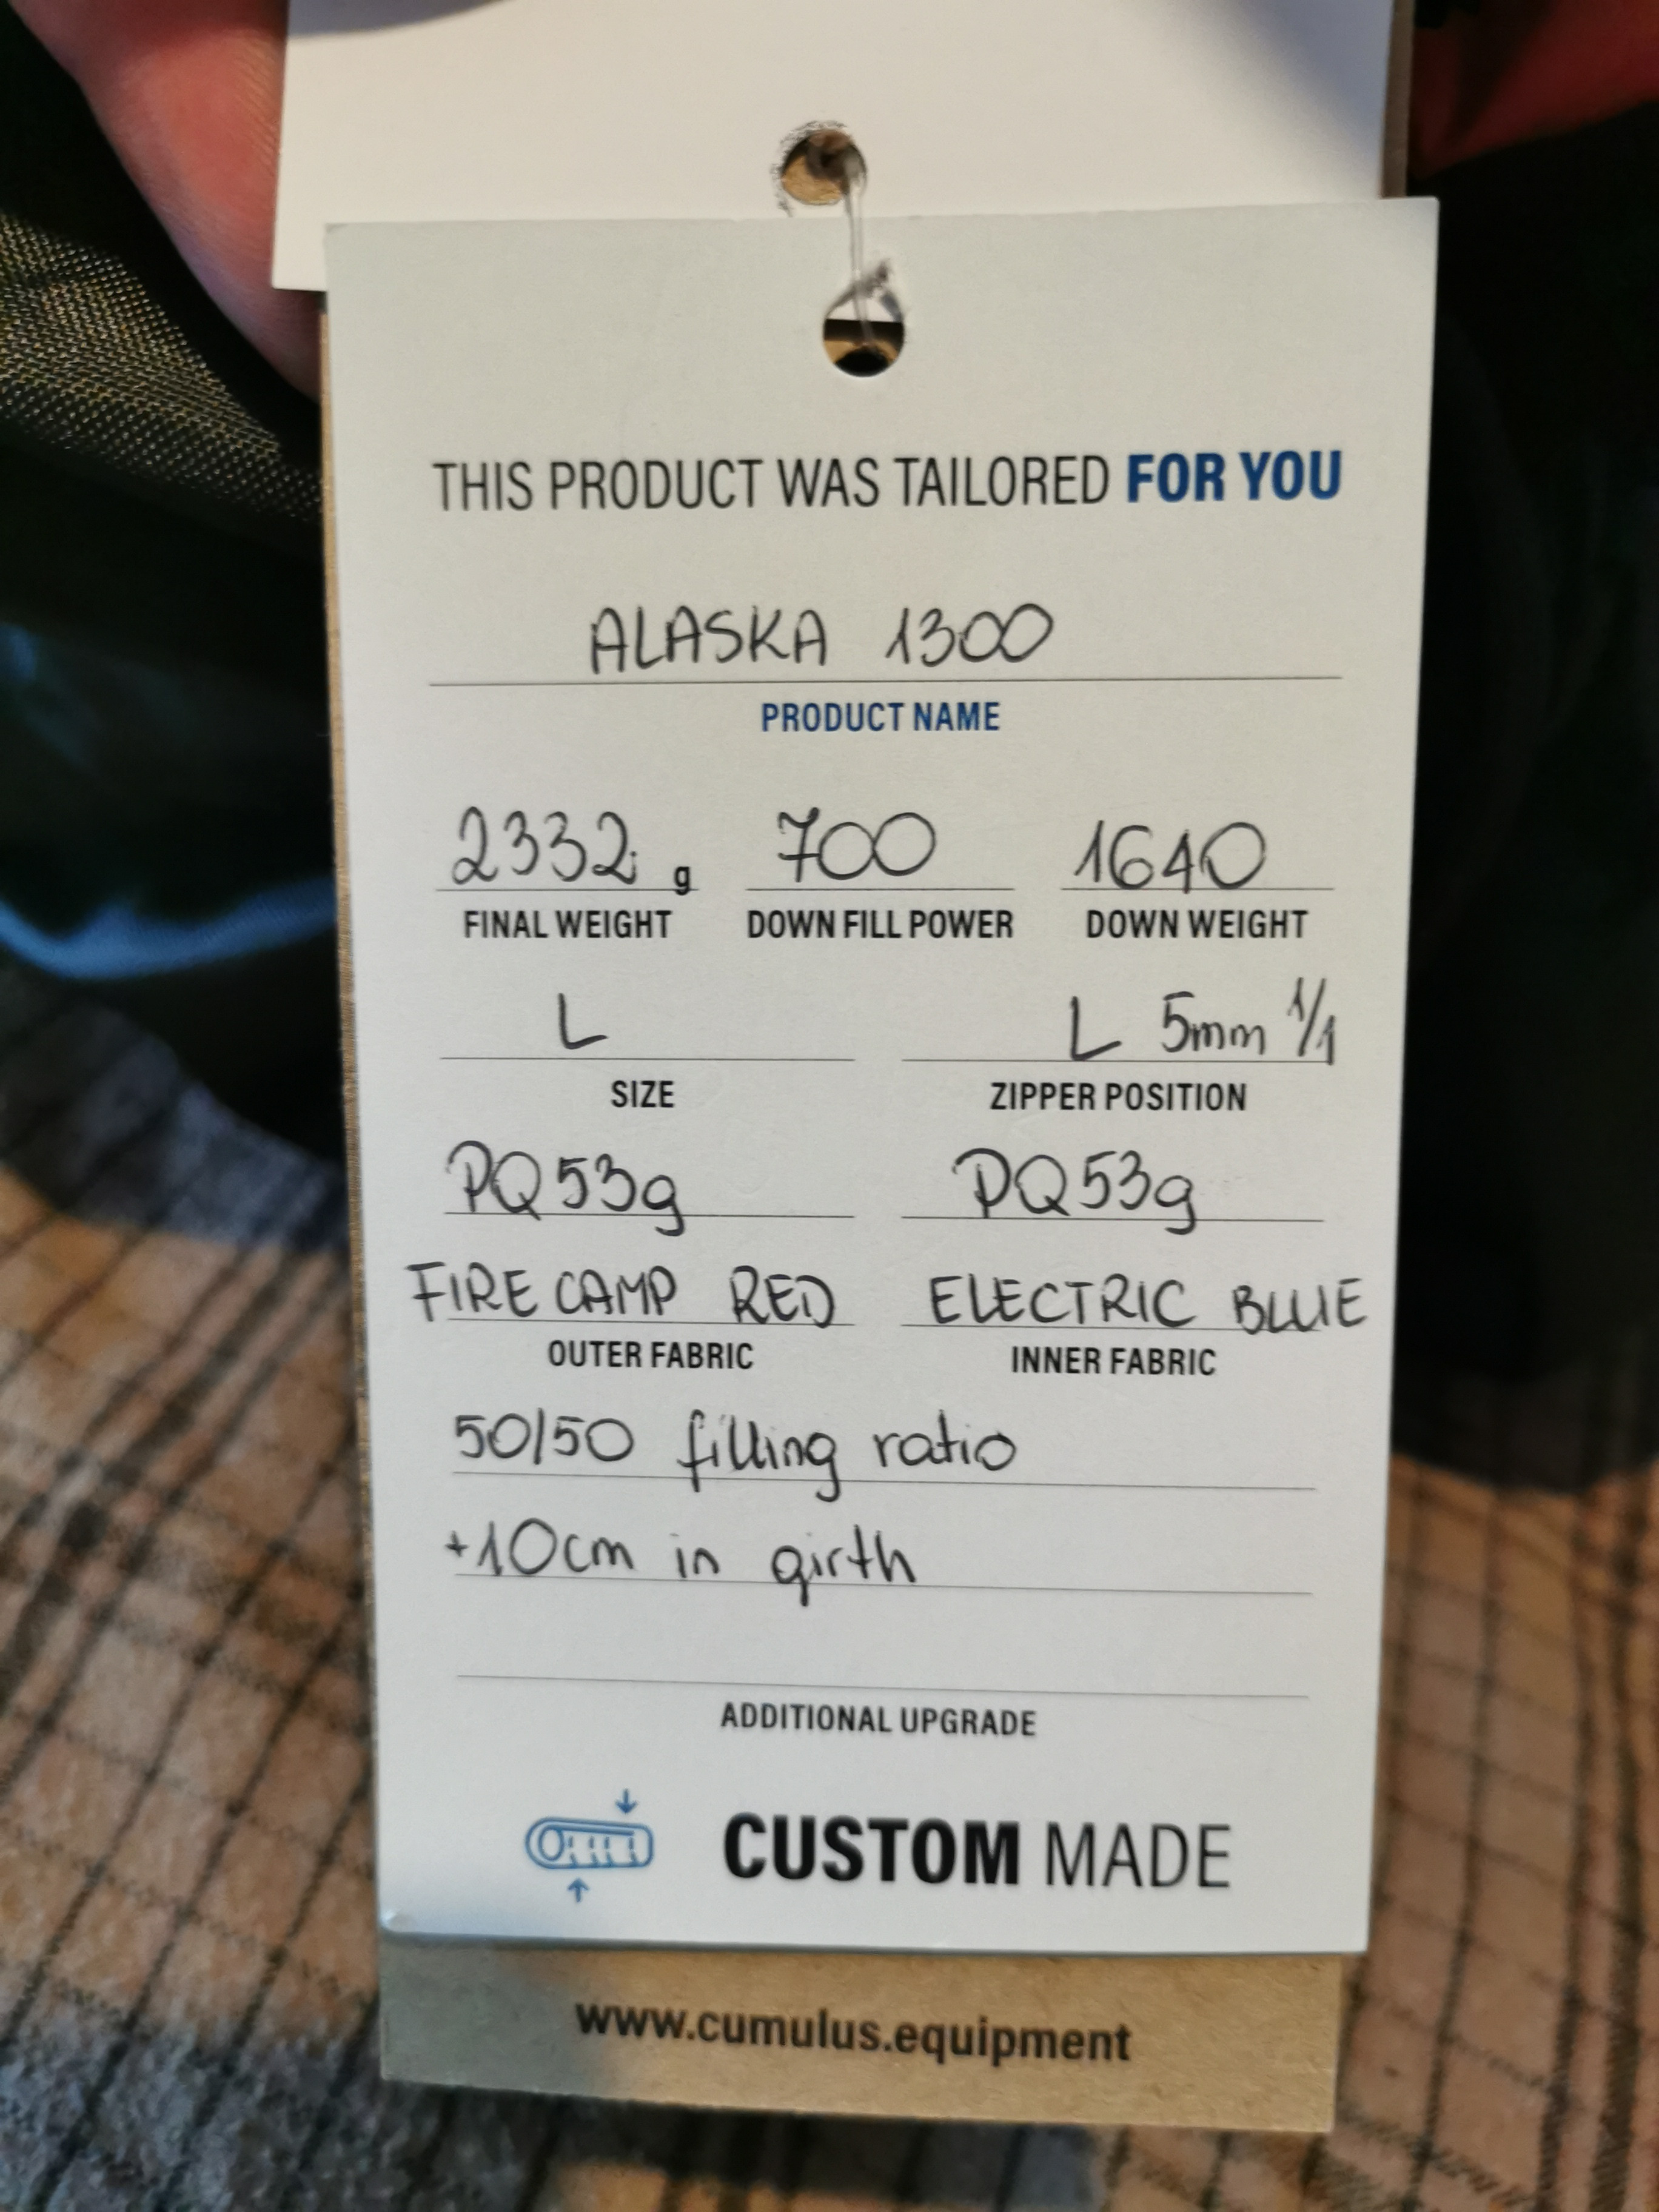 THIS PRODUCT WAS TAILORED FOR YOU
ALASKA 1300
PRODUCT NAME
2332 g 700 1640
FINAL WEIGHT DOWN FILL POWER DOWN WEIGHT
L L 5mm 1/1
SIZE ZIPPER POSITION
PQ53g PQ53g
FIRE CAMP RED ELECTRIC BLUE
OUTER FABRIC INNER FABRIC
50/50 filling ratio
+10cm in girth
ADDITIONAL UPGRADE
CUSTOM MADE
www.cumulus.equipment